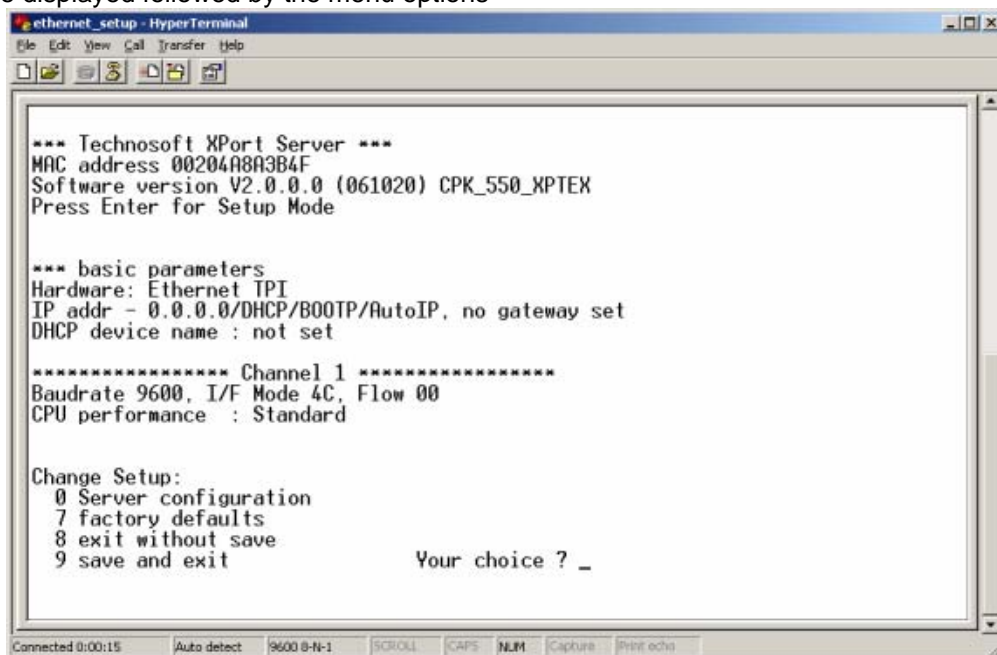 displayed followed by the menu options
ethernet_setup - HyperTerminal
File Edit View Call Transfer Help
*** Technosoft XPort Server ***
MAC address 00204A8A3B4F
Software version V2.0.0.0 (061020) CPK_550_XPTEX
Press Enter for Setup Mode
*** basic parameters
Hardware: Ethernet TPI
IP addr - 0.0.0.0/DHCP/BOOTP/AutoIP, no gateway set
DHCP device name : not set
***************** Channel 1 *****************
Baudrate 9600, I/F Mode 4C, Flow 00
CPU performance  : Standard
Change Setup:
0 Server configuration
7 factory defaults
8 exit without save
9 save and exit                Your choice ? _
Connected 0:00:15 Auto detect 9600 8-N-1 SCROLL CAPS NUM Capture Print echo